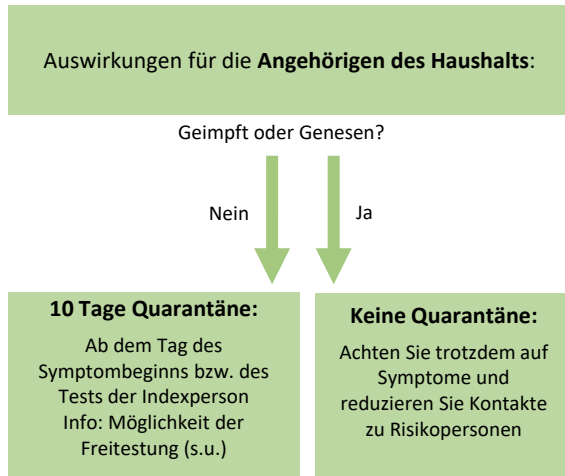 Auswirkungen für die Angehörigen des Haushalts:
Geimpft oder Genesen?
Nein
Ja
10 Tage Quarantäne:
Ab dem Tag des
Symptombeginns bzw. des
Tests der Indexperson
Info: Möglichkeit der
Freitestung (s.u.)
Keine Quarantäne:
Achten Sie trotzdem auf
Symptome und
reduzieren Sie Kontakte
zu Risikopersonen